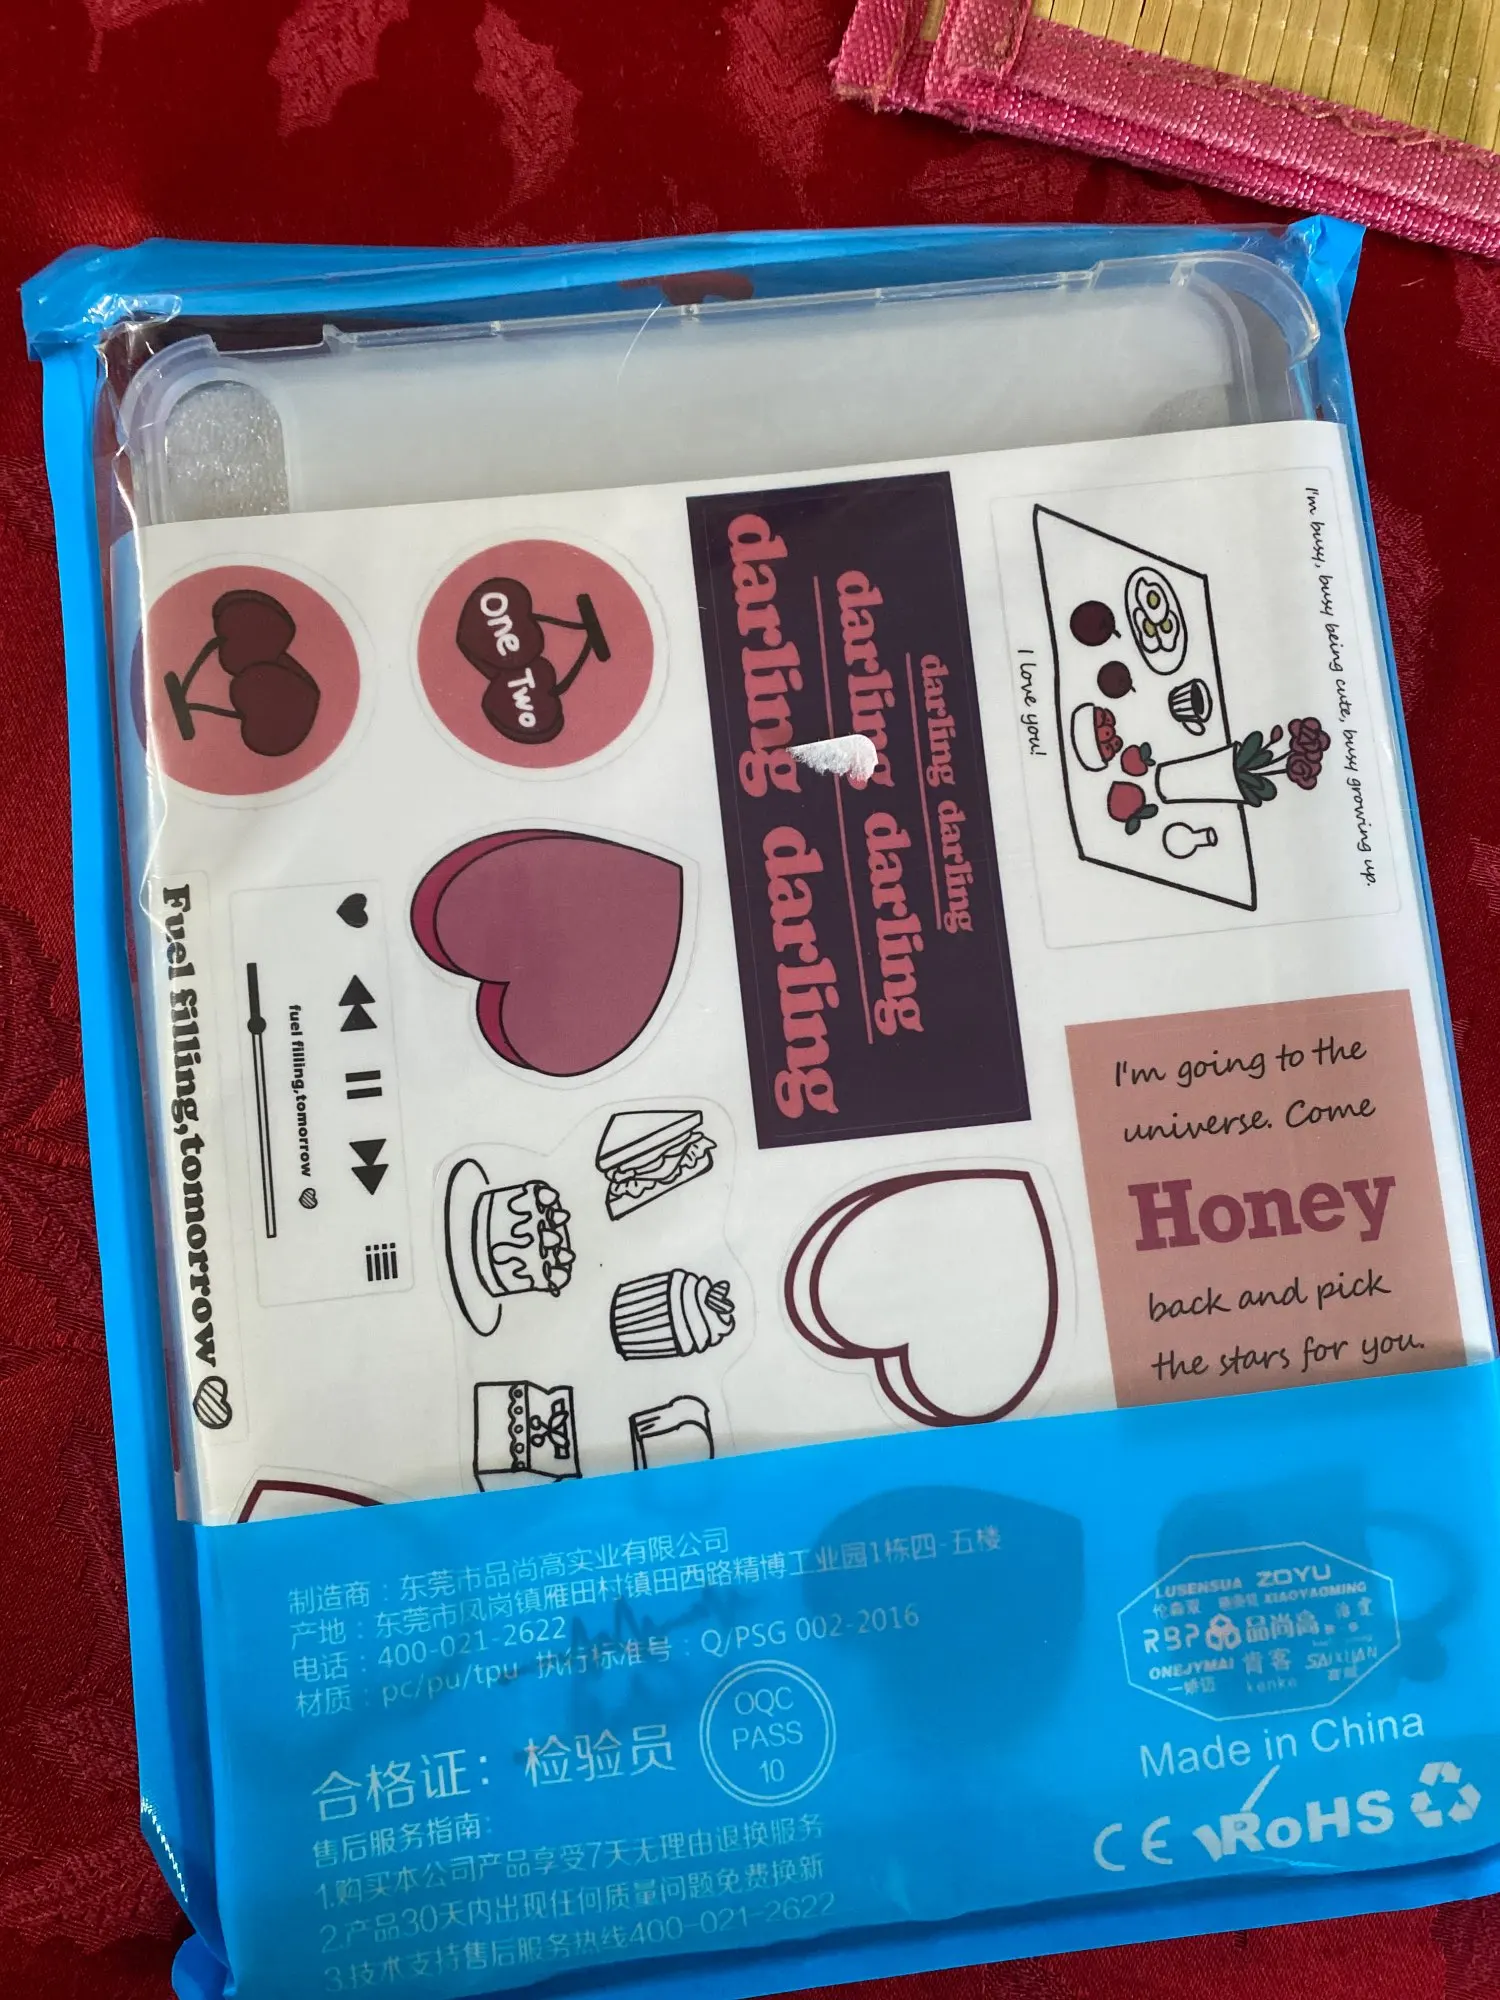 I'm busy, busy being cute, busy growing up.
I love you!
darling darling
darling darling
darling darling
One Two
I'm going to the
universe. Come
Honey
back and pick
the stars for you.
fuel filling,tomorrow
Fuel filling,tomorrow
制造商：东莞市品尚高实业有限公司
产地：东莞市凤岗镇雁田村镇田西路精博工业园1栋四-五楼
电话：400-021-2622
材质：pc/pu/tpu 执行标准号：Q/PSG 002-2016
合格证：检验员
OQC
PASS
10
售后服务指南：
1.购买本公司产品享受7天无理由退换服务
2.产品30天内出现任何质量问题免费换新
3.技术支持售后服务热线400-021-2622
LUSENSUA ZOYU
XIAOYAOMING
品尚高
ONEJYMAI 肯客 SAIXUAN
kenke
Made in China
CE RoHS